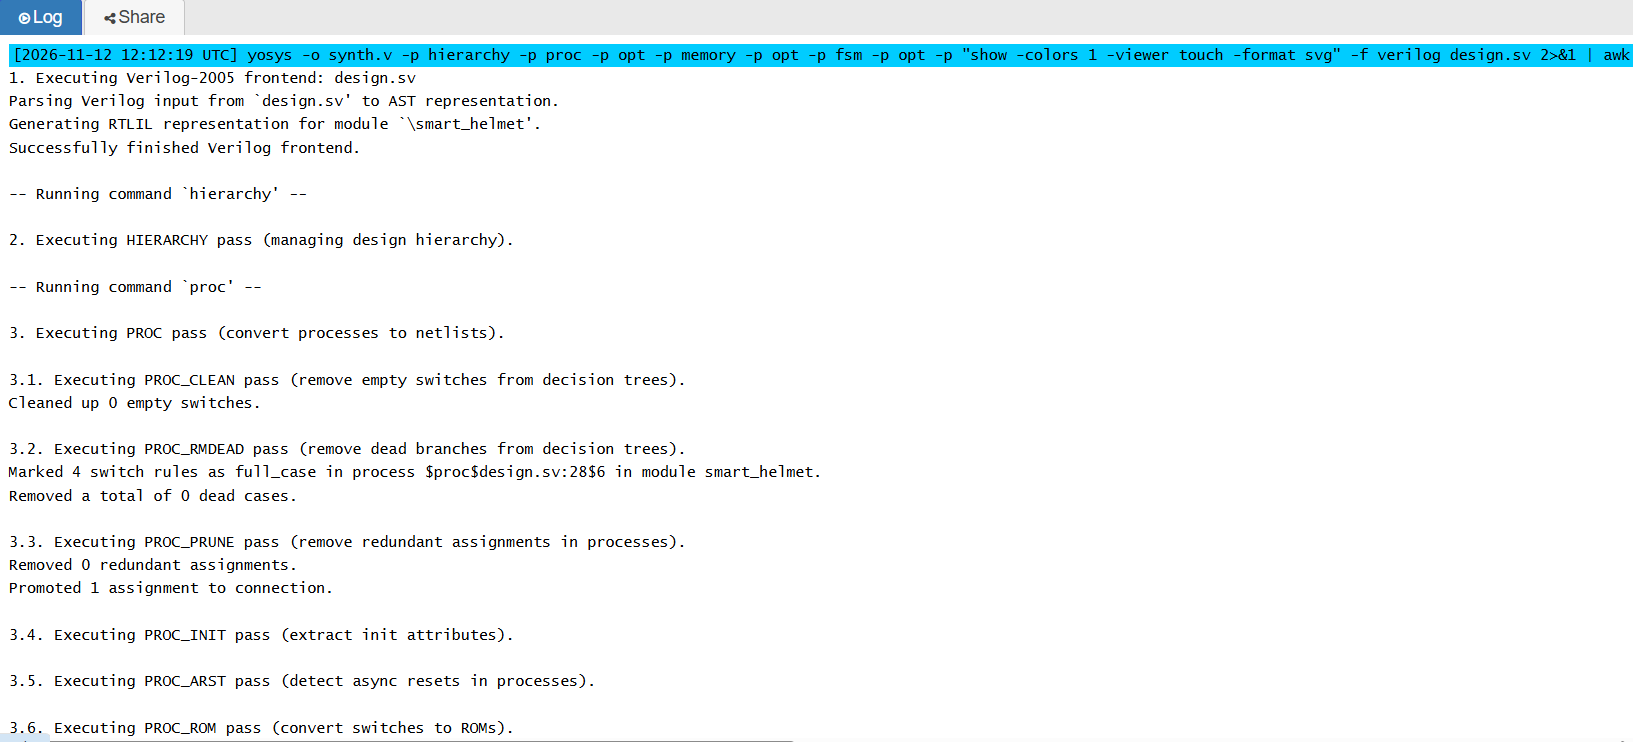 Log
Share
[2026-11-12 12:12:19 UTC] yosys -o synth.v -p hierarchy -p proc -p opt -p memory -p opt -p fsm -p opt -p "show -colors 1 -viewer touch -format svg" -f verilog design.sv 2>&1 | awk
1. Executing Verilog-2005 frontend: design.sv
Parsing Verilog input from `design.sv' to AST representation.
Generating RTLIL representation for module `\smart_helmet'.
Successfully finished Verilog frontend.
-- Running command `hierarchy' --
2. Executing HIERARCHY pass (managing design hierarchy).
-- Running command `proc' --
3. Executing PROC pass (convert processes to netlists).
3.1. Executing PROC_CLEAN pass (remove empty switches from decision trees).
Cleaned up 0 empty switches.
3.2. Executing PROC_RMDEAD pass (remove dead branches from decision trees).
Marked 4 switch rules as full_case in process $proc$design.sv:28$6 in module smart_helmet.
Removed a total of 0 dead cases.
3.3. Executing PROC_PRUNE pass (remove redundant assignments in processes).
Removed 0 redundant assignments.
Promoted 1 assignment to connection.
3.4. Executing PROC_INIT pass (extract init attributes).
3.5. Executing PROC_ARST pass (detect async resets in processes).
3.6. Executing PROC_ROM pass (convert switches to ROMs).